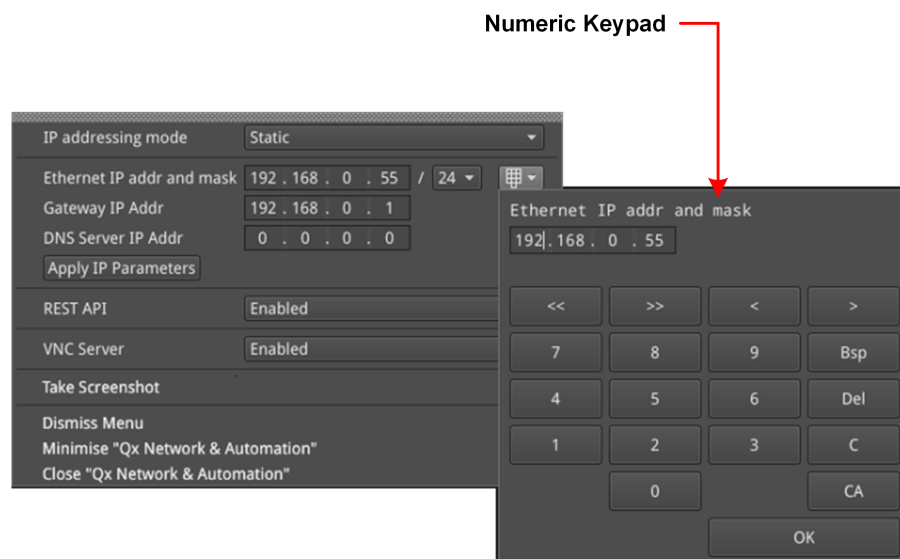 Numeric Keypad
IP addressing mode Static
Ethernet IP addr and mask 192 . 168 . 0 . 55 / 24
Gateway IP Addr 192 . 168 . 0 . 1
DNS Server IP Addr 0 . 0 . 0 . 0
Apply IP Parameters
REST API Enabled
VNC Server Enabled
Take Screenshot
Dismiss Menu
Minimise "Qx Network & Automation"
Close "Qx Network & Automation"
Ethernet IP addr and mask
192 . 168 . 0 . 55
<< >> < >
7 8 9 Bsp
4 5 6 Del
1 2 3 C
0 CA
OK